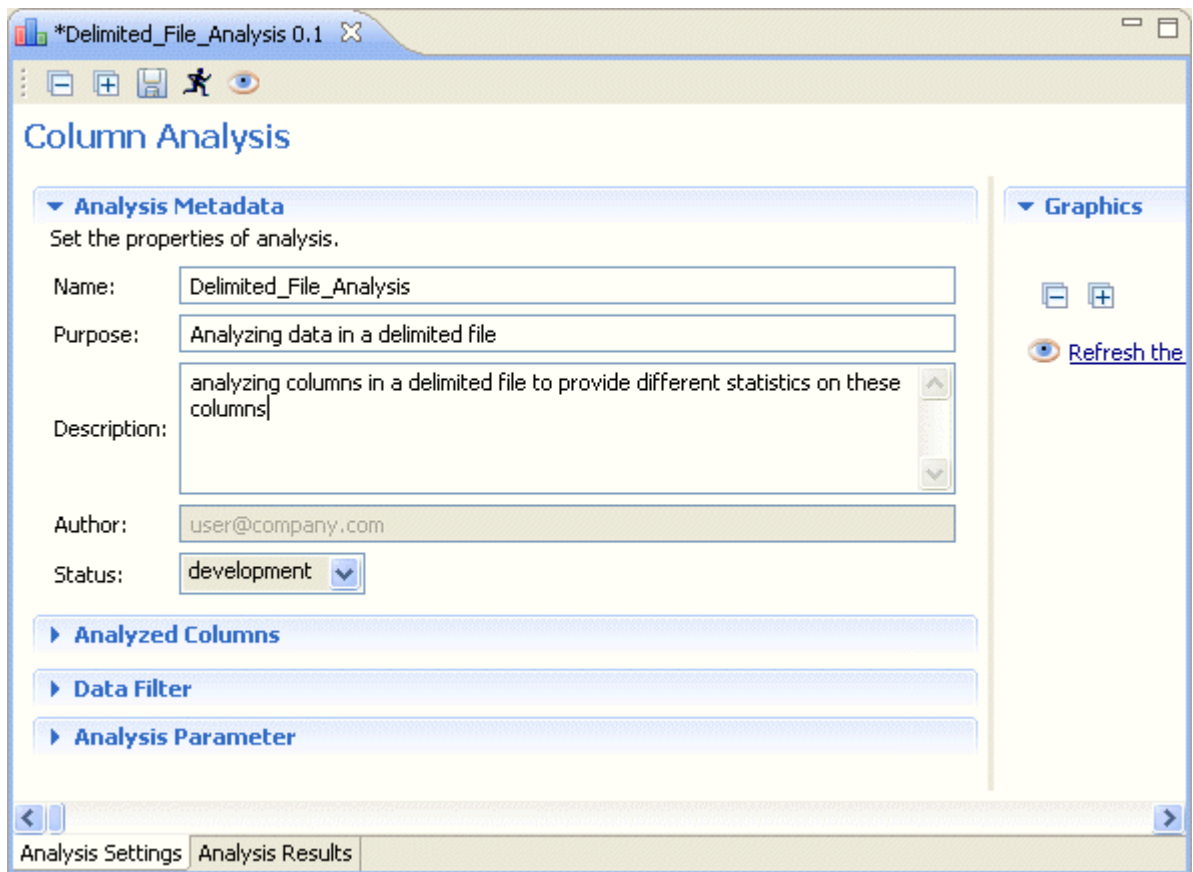 *Delimited_File_Analysis 0.1
Column Analysis
Analysis Metadata
Set the properties of analysis.
Name: Delimited_File_Analysis
Purpose: Analyzing data in a delimited file
Description: analyzing columns in a delimited file to provide different statistics on these
columns
Author: user@company.com
Status: development
Analyzed Columns
Data Filter
Analysis Parameter
Graphics
Refresh the
Analysis Settings Analysis Results